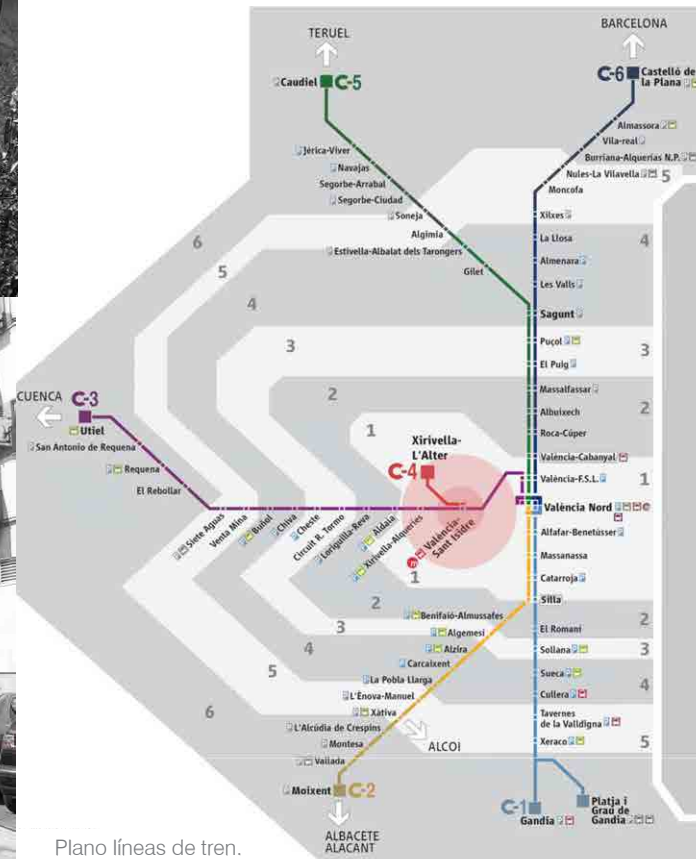 TERUEL
Caudiel C-5
Jérica-Viver
Navajas
Segorbe-Arrabal
Segorbe-Ciudad
Soneja
Algimia
Estivella-Albalat dels Tarongers
Gilet
BARCELONA
C-6 Castelló de
la Plana
Almassora
Vila-real
Burriana-Alquerías N.P.
Nules-La Vilavella
Moncofa
Xilxes
La Llosa
Almenara
Les Valls
Sagunt
Puçol
El Puig
Massalfassar
Albuixech
Roca-Cúper
València-Cabanyal
València-F.S.L.
València Nord
Alfafar-Benetússer
Massanassa
Catarroja
Silla
El Romaní
Sollana
Sueca
Cullera
Tavernes
de la Valldigna
Xeraco
C-1
Gandia
Platja i
Grau de
Gandia
5
4
3
2
1
2
3
4
5
6
5
4
3
2
1
CUENCA
C-3
Utiel
San Antonio de Requena
Requena
El Rebollar
Siete Aguas
Venta Mina
Buñol
Chiva
Cheste
Circuit R. Tormo
Loriguilla-Reva
Aldaia
Xirivella-Alqueries
València-
Sant Isidre
Xirivella-
L'Alter
C-4
1
2
3
4
5
6
Benifaió-Almussafes
Algemesí
Alzira
Carcaixent
La Pobla Llarga
L'Ènova-Manuel
Xàtiva
L'Alcúdia de Crespins
Montesa
Vallada
Moixent C-2
ALCOI
ALBACETE
ALACANT
Plano líneas de tren.